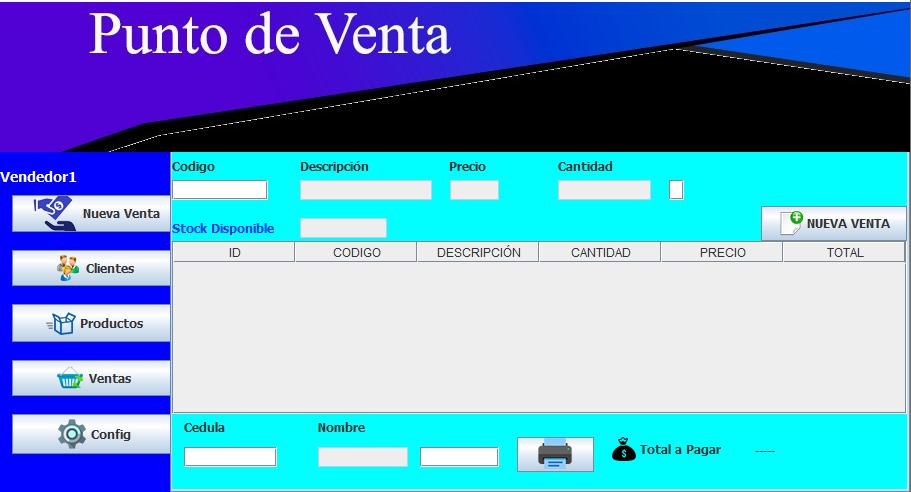 Punto de Venta
Vendedor1
Nueva Venta
Clientes
Productos
Ventas
Config
Codigo Descripción Precio Cantidad
Stock Disponible
NUEVA VENTA
ID CODIGO DESCRIPCIÓN CANTIDAD PRECIO TOTAL
Cedula Nombre
Total a Pagar -----